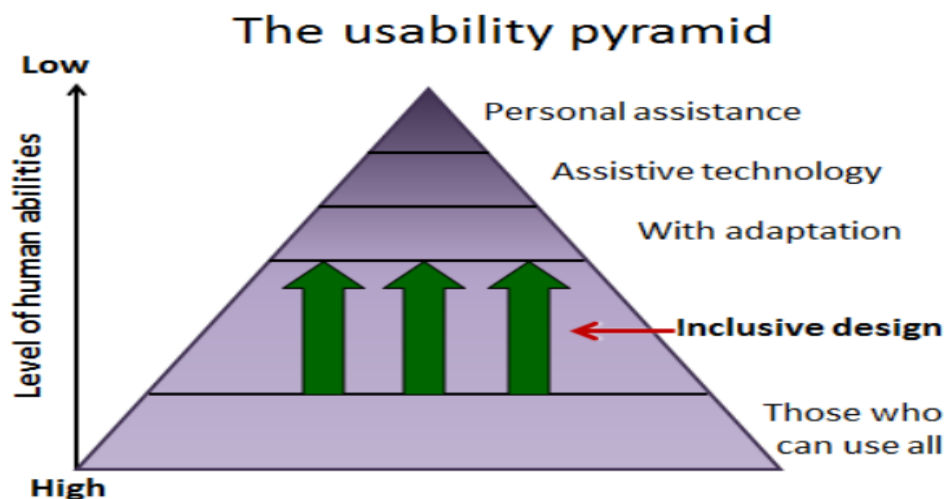 The usability pyramid
Low
Personal assistance
Assistive technology
With adaptation
Level of human abilities
Inclusive design
Those who
can use all
High